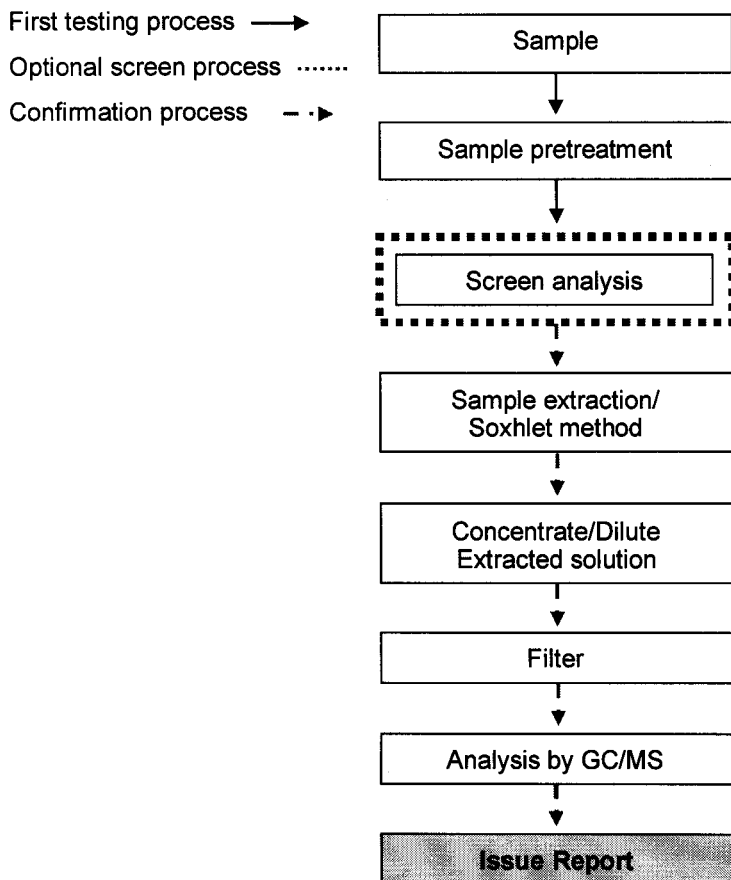 First testing process
Optional screen process
Confirmation process
Sample
Sample pretreatment
Screen analysis
Sample extraction/
Soxhlet method
Concentrate/Dilute
Extracted solution
Filter
Analysis by GC/MS
Issue Report